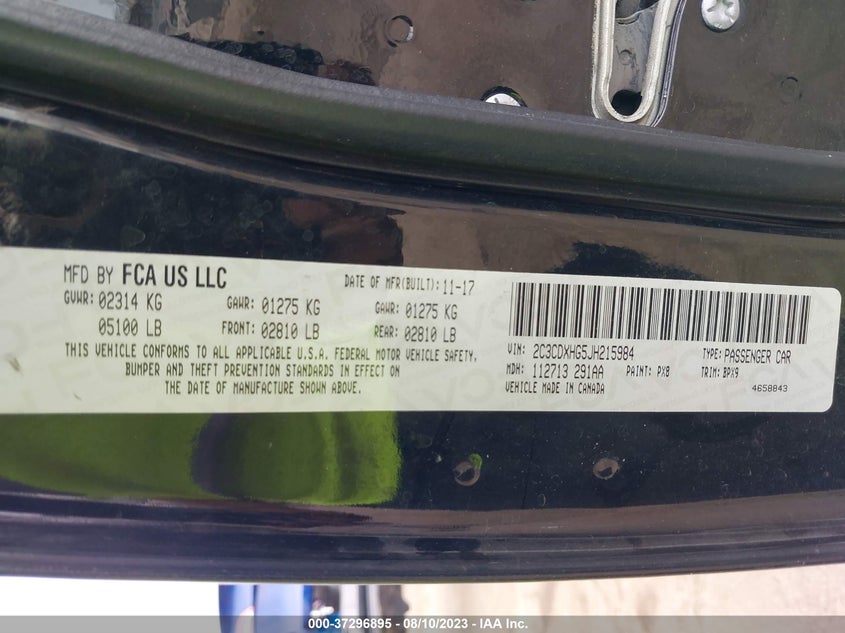 MFD BY FCA US LLC DATE OF MFR(BUILT): 11-17
GVWR: 02314 KG GAWR: 01275 KG GAWR: 01275 KG
05100 LB FRONT: 02810 LB REAR: 02810 LB
THIS VEHICLE CONFORMS TO ALL APPLICABLE U.S.A. FEDERAL MOTOR VEHICLE SAFETY,
BUMPER AND THEFT PREVENTION STANDARDS IN EFFECT ON
THE DATE OF MANUFACTURE SHOWN ABOVE.
VIN: 2C3CDXHG5JH215984 TYPE: PASSENGER CAR
MDH: 112713 291AA PAINT: PX8 TRIM: BPX9
VEHICLE MADE IN CANADA 4658843
000-37296895 - 08/10/2023 - IAA Inc.